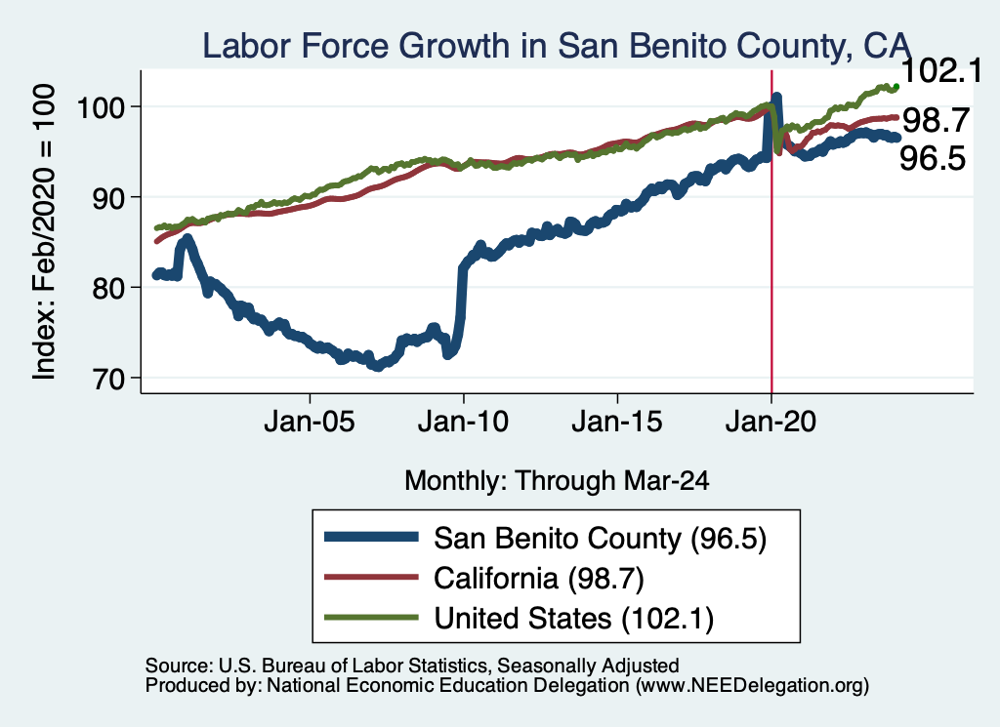 Labor Force Growth in San Benito County, CA
102.1
98.7
96.5
Index: Feb/2020 = 100
100
90
80
70
Jan-05
Jan-10
Jan-15
Jan-20
Monthly: Through Mar-24
San Benito County (96.5)
California (98.7)
United States (102.1)
Source: U.S. Bureau of Labor Statistics, Seasonally Adjusted
Produced by: National Economic Education Delegation (www.NEEDelegation.org)